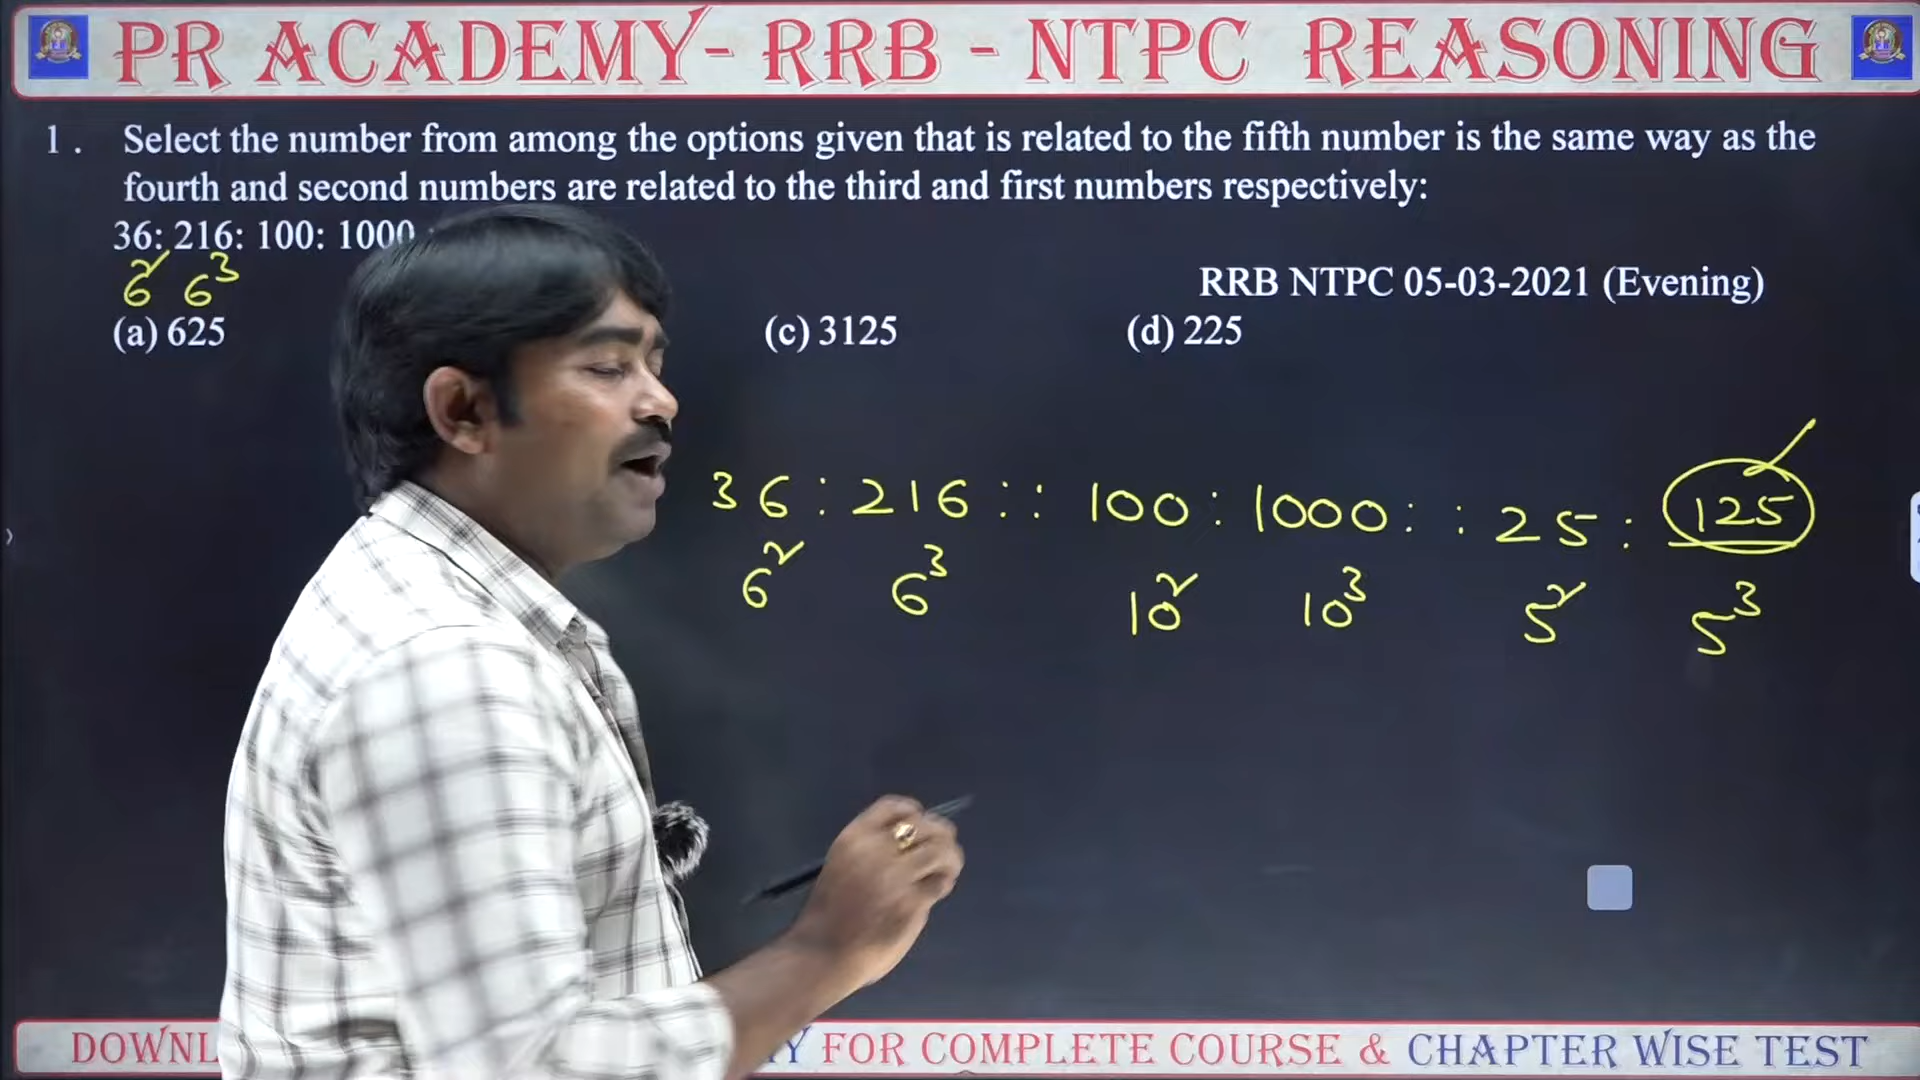 PR ACADEMY- RRB - NTPC REASONING
1. Select the number from among the options given that is related to the fifth number is the same way as the
fourth and second numbers are related to the third and first numbers respectively:
36: 216: 100: 1000
6² 6³
RRB NTPC 05-03-2021 (Evening)
(a) 625 (c) 3125 (d) 225
36 : 216 :: 100 : 1000 :: 25 : 125
6² 6³ 10² 10³ 5² 5³
FOR COMPLETE COURSE & CHAPTER WISE TEST